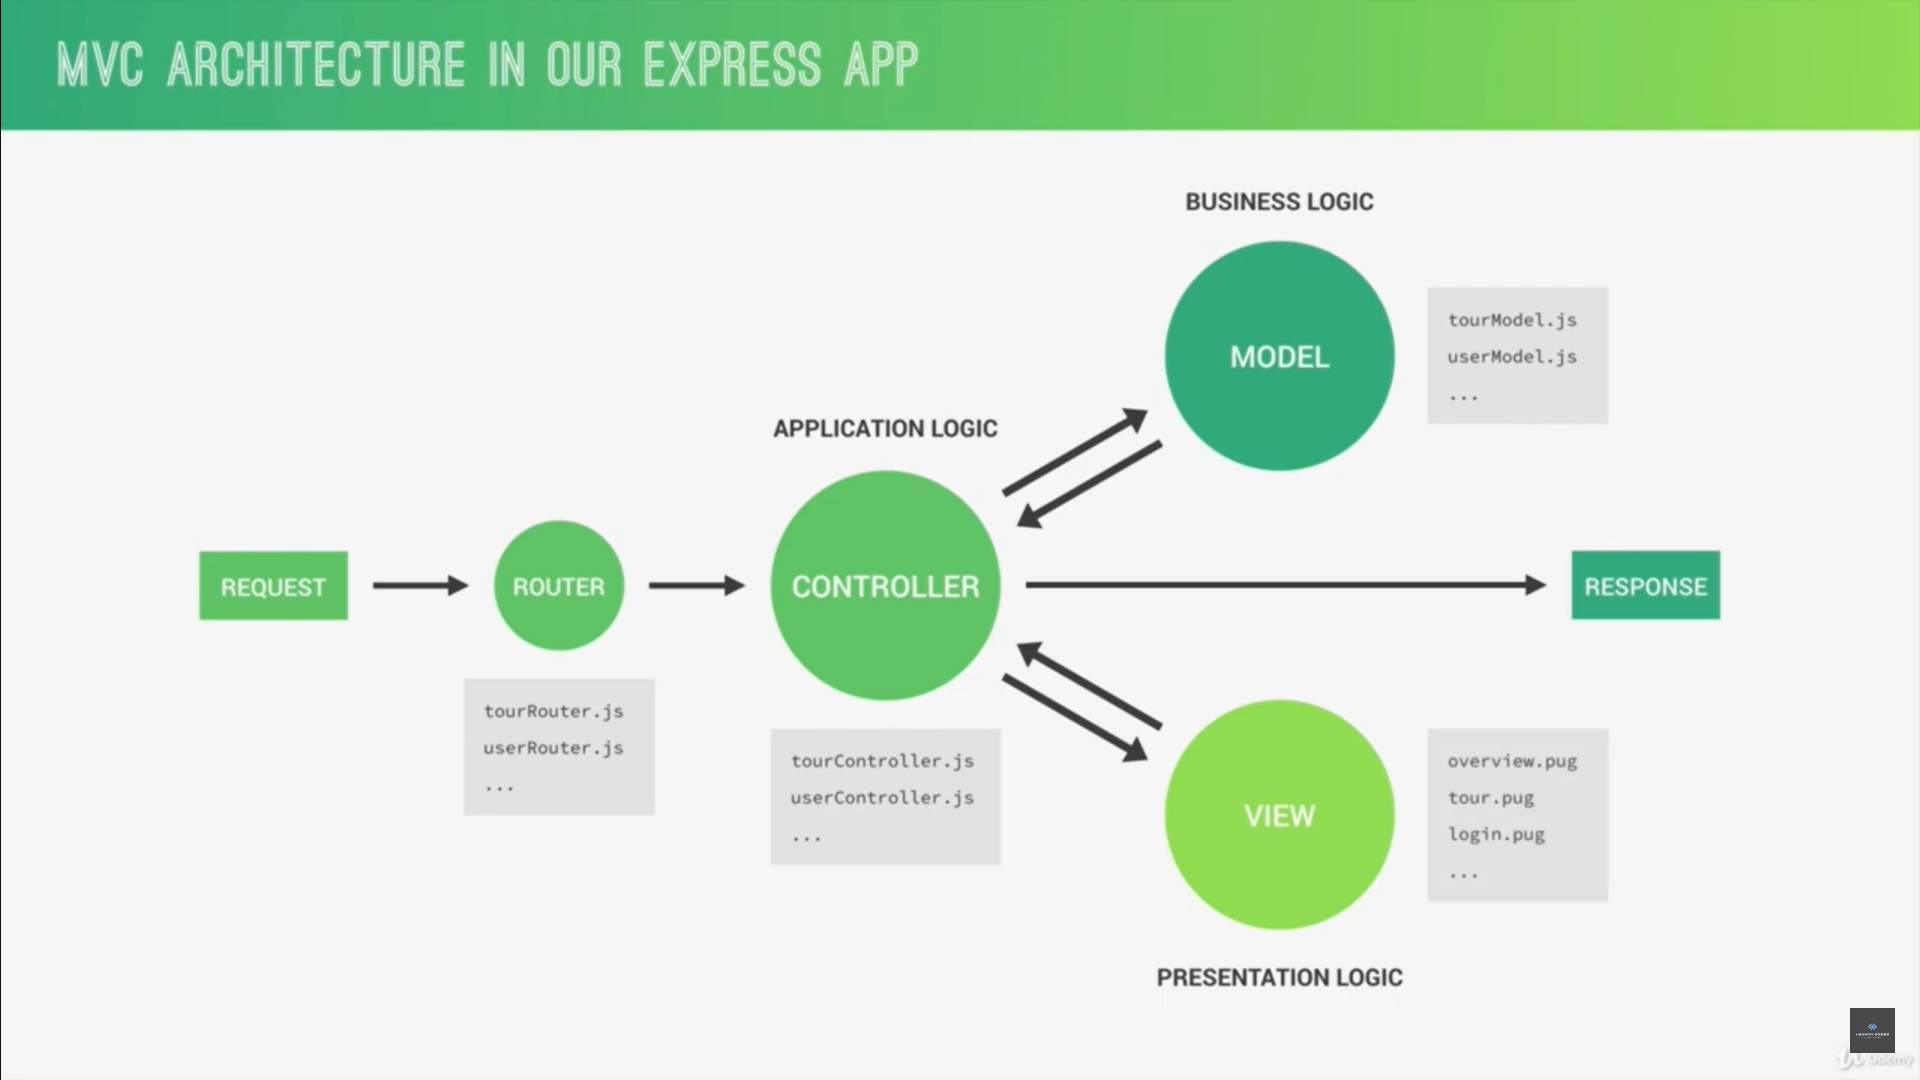 MVC ARCHITECTURE IN OUR EXPRESS APP
BUSINESS LOGIC
MODEL
tourModel.js
userModel.js
...
APPLICATION LOGIC
REQUEST
ROUTER
CONTROLLER
RESPONSE
tourRouter.js
userRouter.js
...
tourController.js
userController.js
...
VIEW
overview.pug
tour.pug
login.pug
...
PRESENTATION LOGIC
Udemy